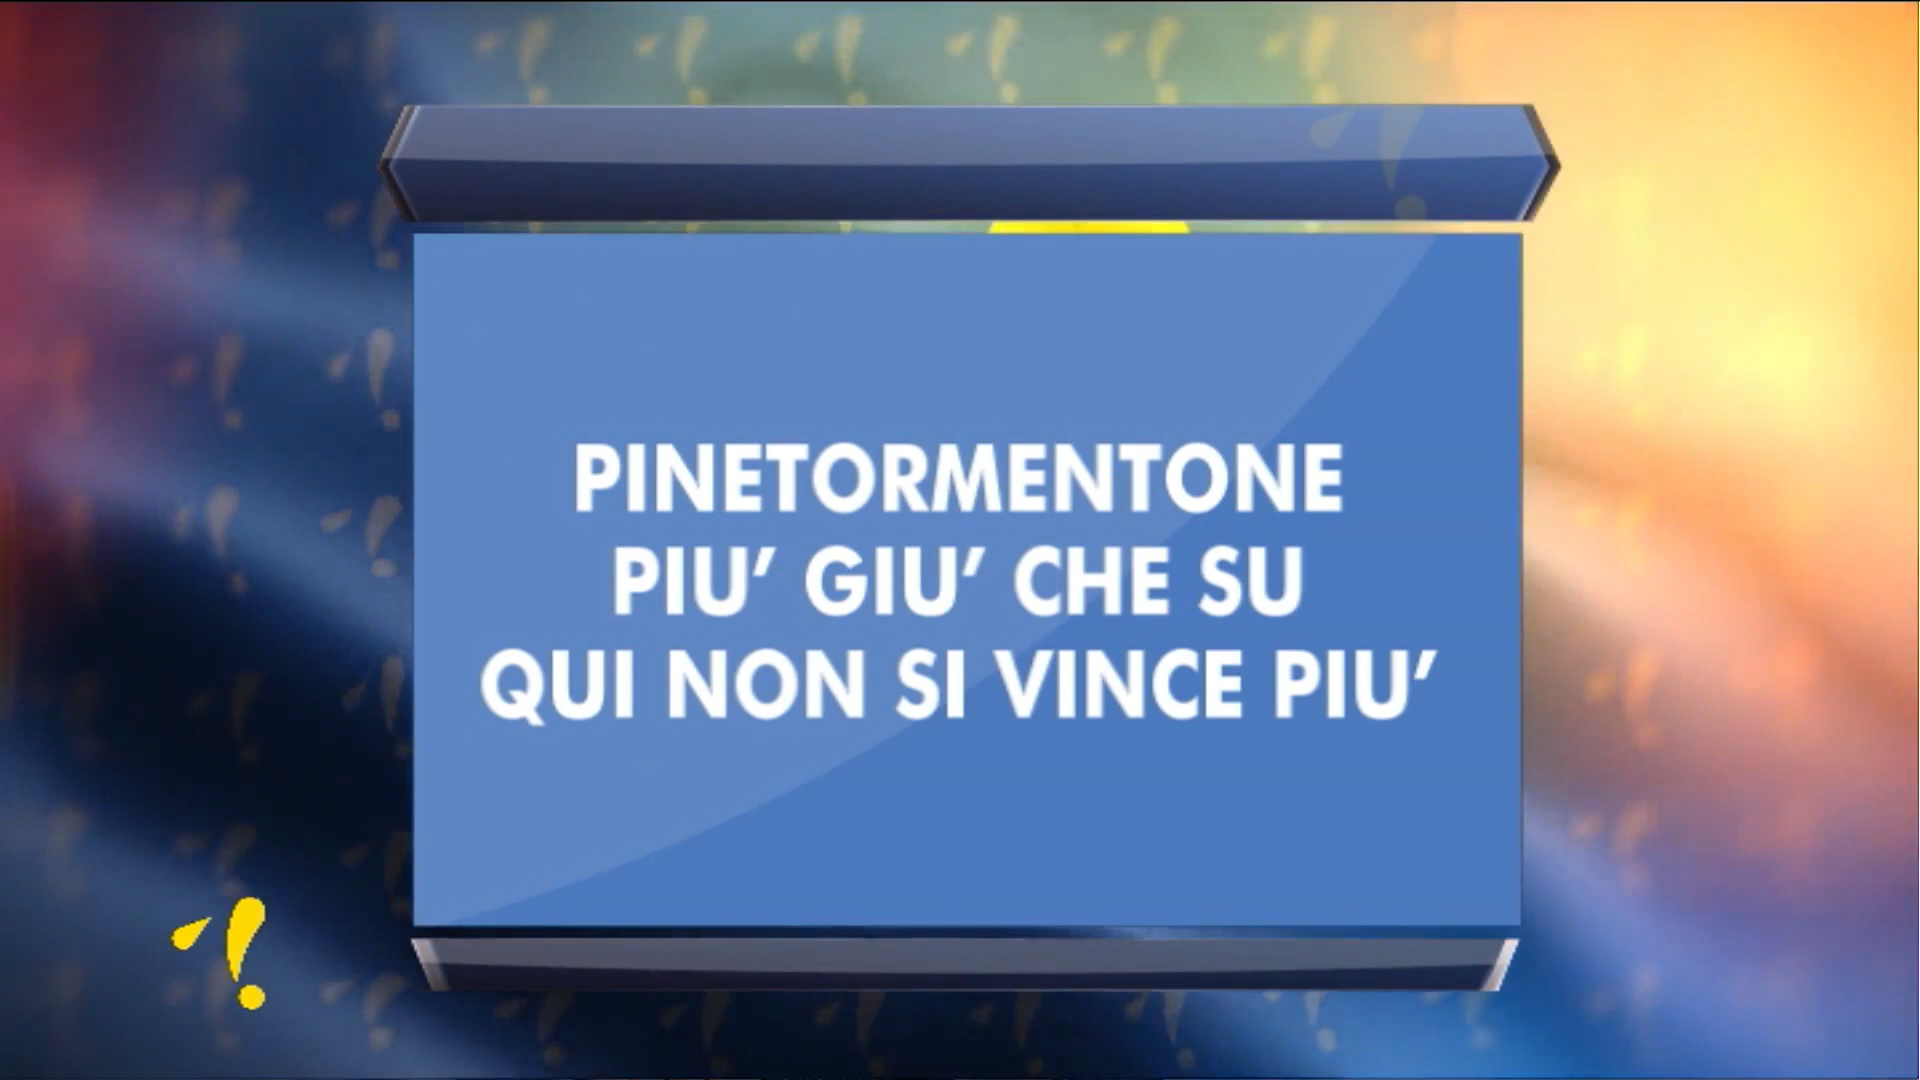 PINETORMENTONE
PIU’ GIU’ CHE SU
QUI NON SI VINCE PIU’